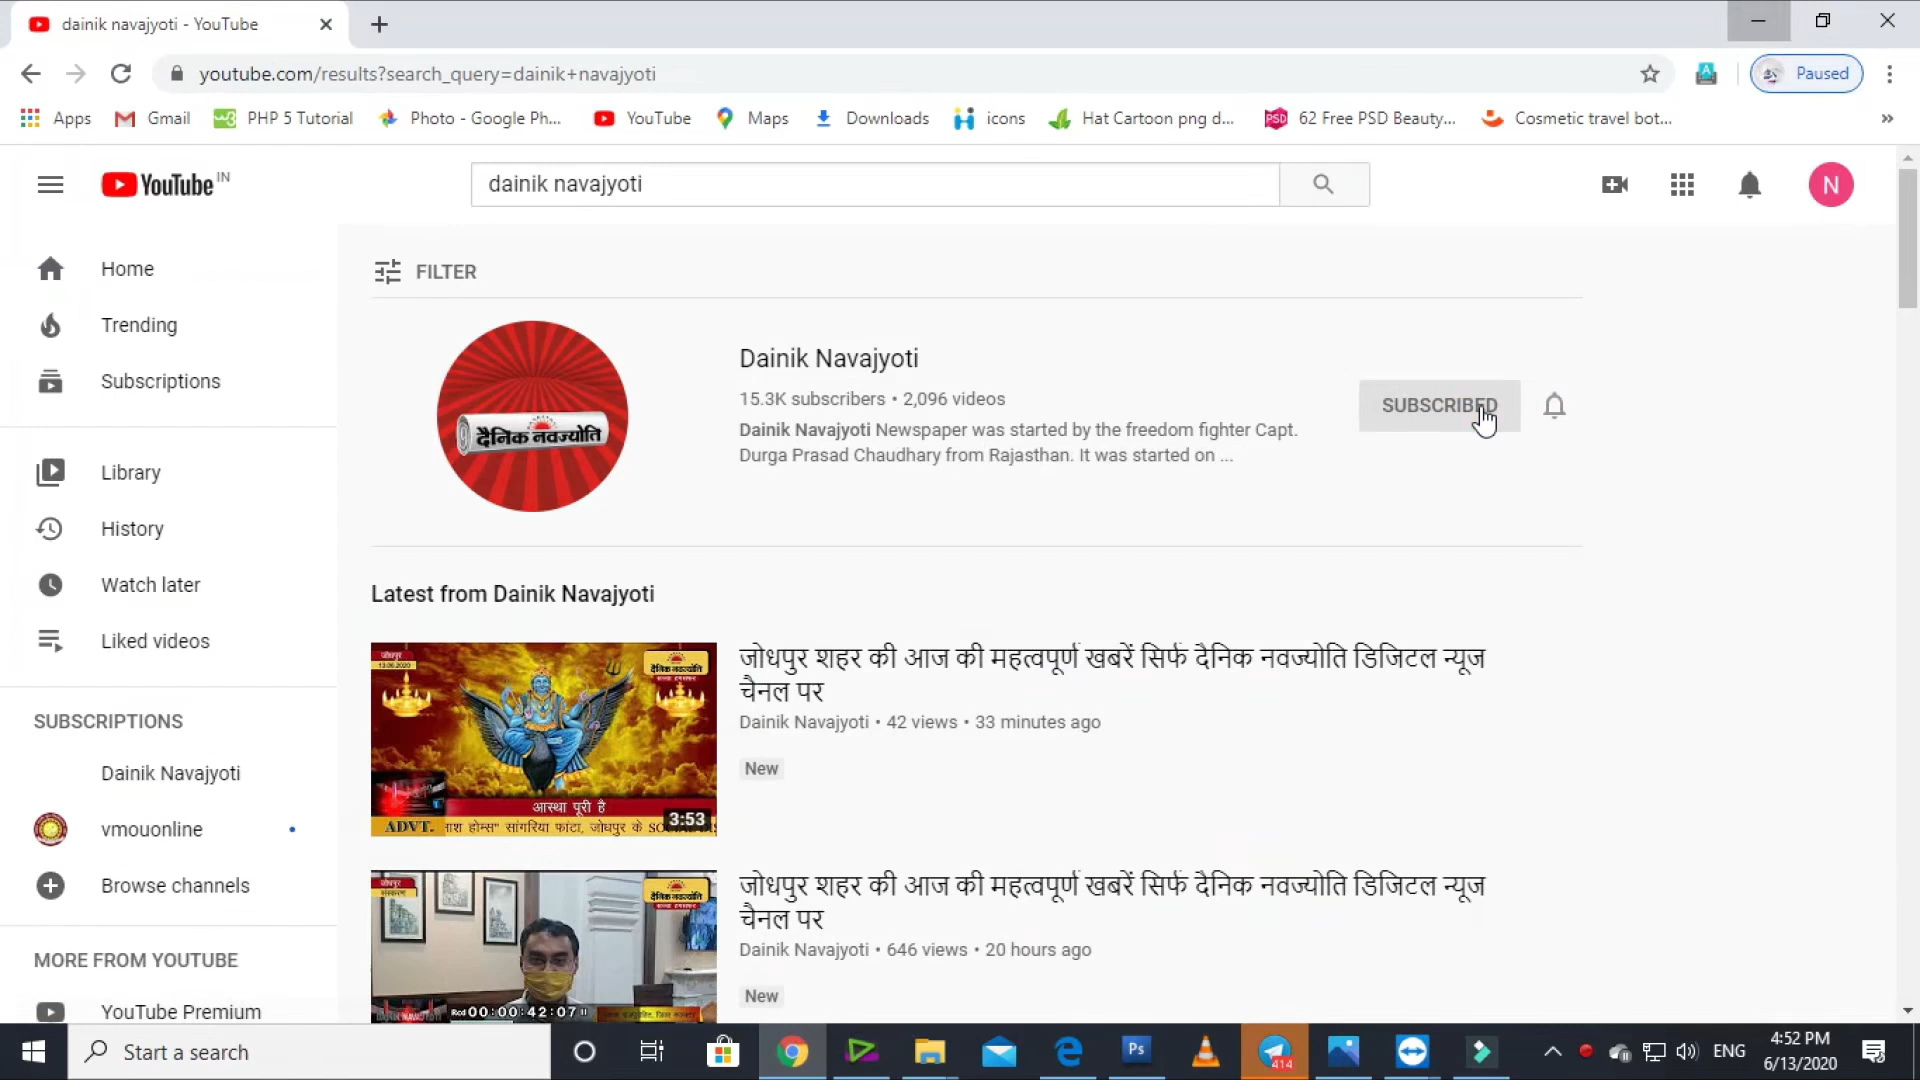 dainik navajyoti - YouTube
youtube.com/results?search_query=dainik+navajyoti
Paused
Apps
Gmail
PHP 5 Tutorial
Photo - Google Ph...
YouTube
Maps
Downloads
icons
Hat Cartoon png d...
62 Free PSD Beauty...
Cosmetic travel bot...
YouTube IN
dainik navajyoti
N
Home
Trending
Subscriptions
Library
History
Watch later
Liked videos
SUBSCRIPTIONS
Dainik Navajyoti
vmouonline
Browse channels
MORE FROM YOUTUBE
YouTube Premium
FILTER
दैनिक नवज्योति
Dainik Navajyoti
15.3K subscribers • 2,096 videos
Dainik Navajyoti Newspaper was started by the freedom fighter Capt.
Durga Prasad Chaudhary from Rajasthan. It was started on ...
SUBSCRIBED
Latest from Dainik Navajyoti
जोधपुर
13.06.2020
दैनिक नवज्योति
आस्था पूरी है
3:53
ADVT.
जोधपुर शहर की आज की महत्वपूर्ण खबरें सिर्फ दैनिक नवज्योति डिजिटल न्यूज
चैनल पर
Dainik Navajyoti • 42 views • 33 minutes ago
New
जोधपुर
दैनिक नवज्योति
Rcd 00:00:42:07
जोधपुर शहर की आज की महत्वपूर्ण खबरें सिर्फ दैनिक नवज्योति डिजिटल न्यूज
चैनल पर
Dainik Navajyoti • 646 views • 20 hours ago
New
Start a search
Ps
414
ENG
4:52 PM
6/13/2020